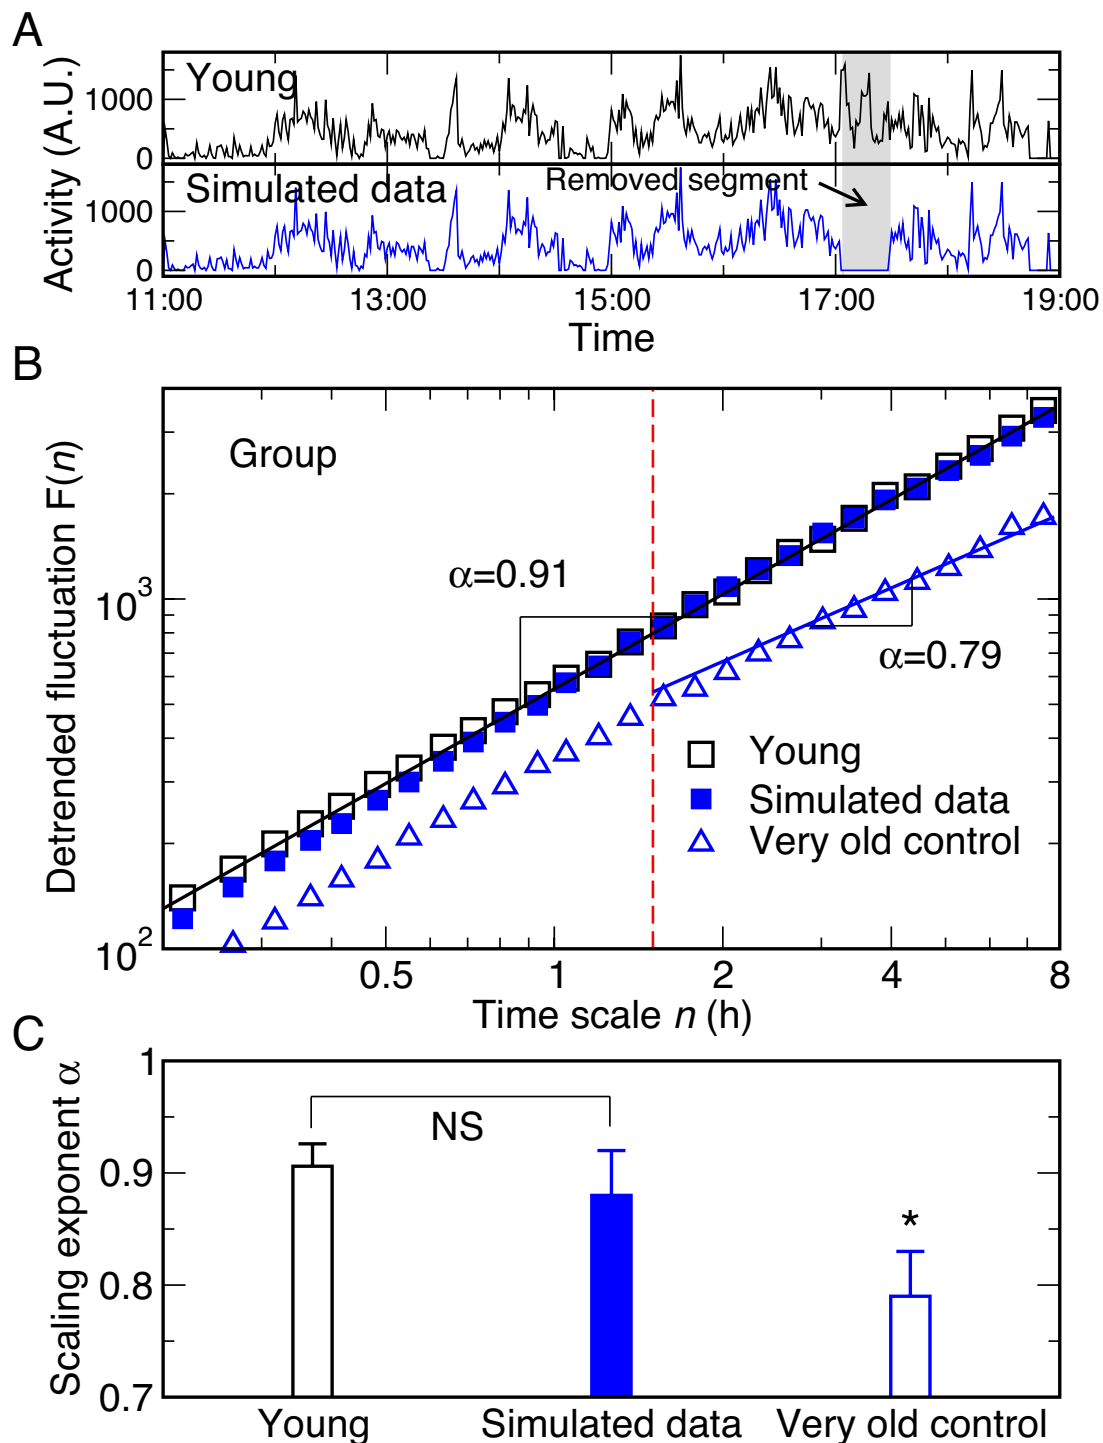 A
Young
Activity (A.U.)
1000
0
Simulated data
Removed segment
1000
0
11:00 13:00 15:00 17:00 19:00
Time
B
Detrended fluctuation F(n)
Group
α=0.91
10³
α=0.79
Young
Simulated data
Very old control
10²
0.5 1 2 4 8
Time scale n (h)
C
Scaling exponent α
1
NS
0.9
*
0.8
0.7
Young Simulated data Very old control